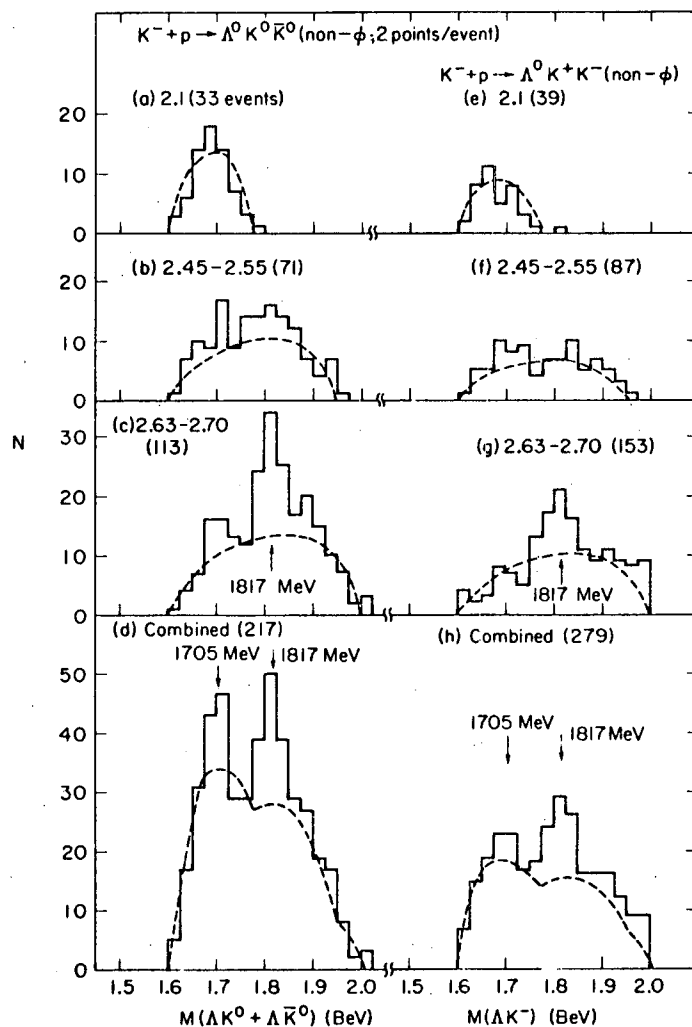 K⁻ + p → Λ⁰ K⁰ K̄⁰ (non-ϕ; 2 points/event)
K⁻ + p → Λ⁰ K⁺ K⁻ (non-ϕ)
(a) 2.1 (33 events)
(e) 2.1 (39)
20
10
0
(b) 2.45-2.55 (71)
(f) 2.45-2.55 (87)
20
10
0
(c) 2.63-2.70
(113)
(g) 2.63-2.70 (153)
30
N
20
10
0
1817 MeV
1817 MeV
(d) Combined (217)
(h) Combined (279)
1705 MeV
1817 MeV
1705 MeV
1817 MeV
50
40
30
20
10
0
1.5 1.6 1.7 1.8 1.9 2.0 1.5 1.6 1.7 1.8 1.9 2.0
M(ΛK⁰ + ΛK̄⁰) (BeV)
M(ΛK⁻) (BeV)